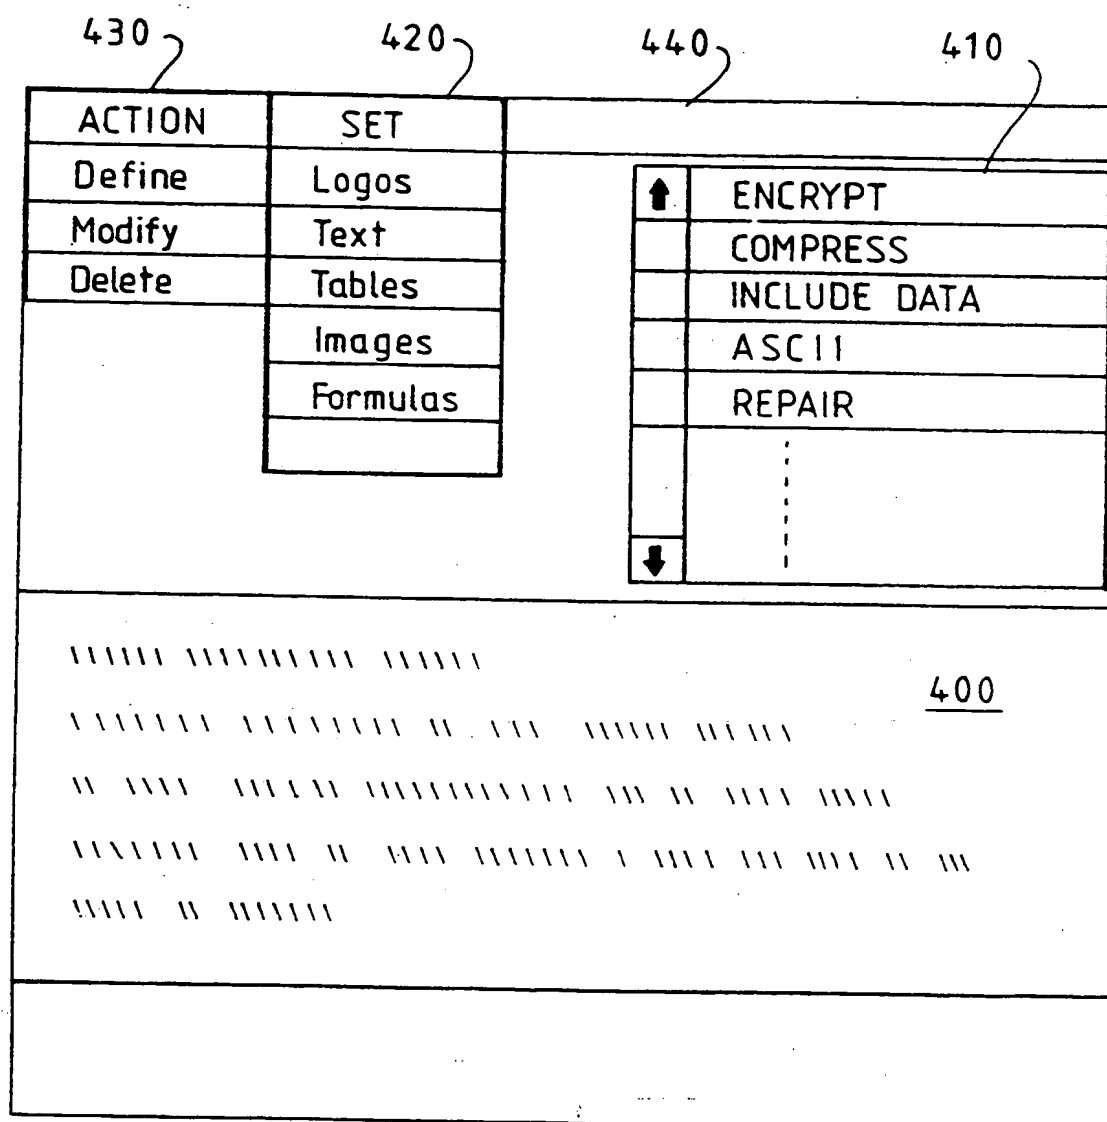 430 420 440 410
ACTION SET
Define Logos
Modify Text
Delete Tables
Images
Formulas
ENCRYPT
COMPRESS
INCLUDE DATA
ASCII
REPAIR
400